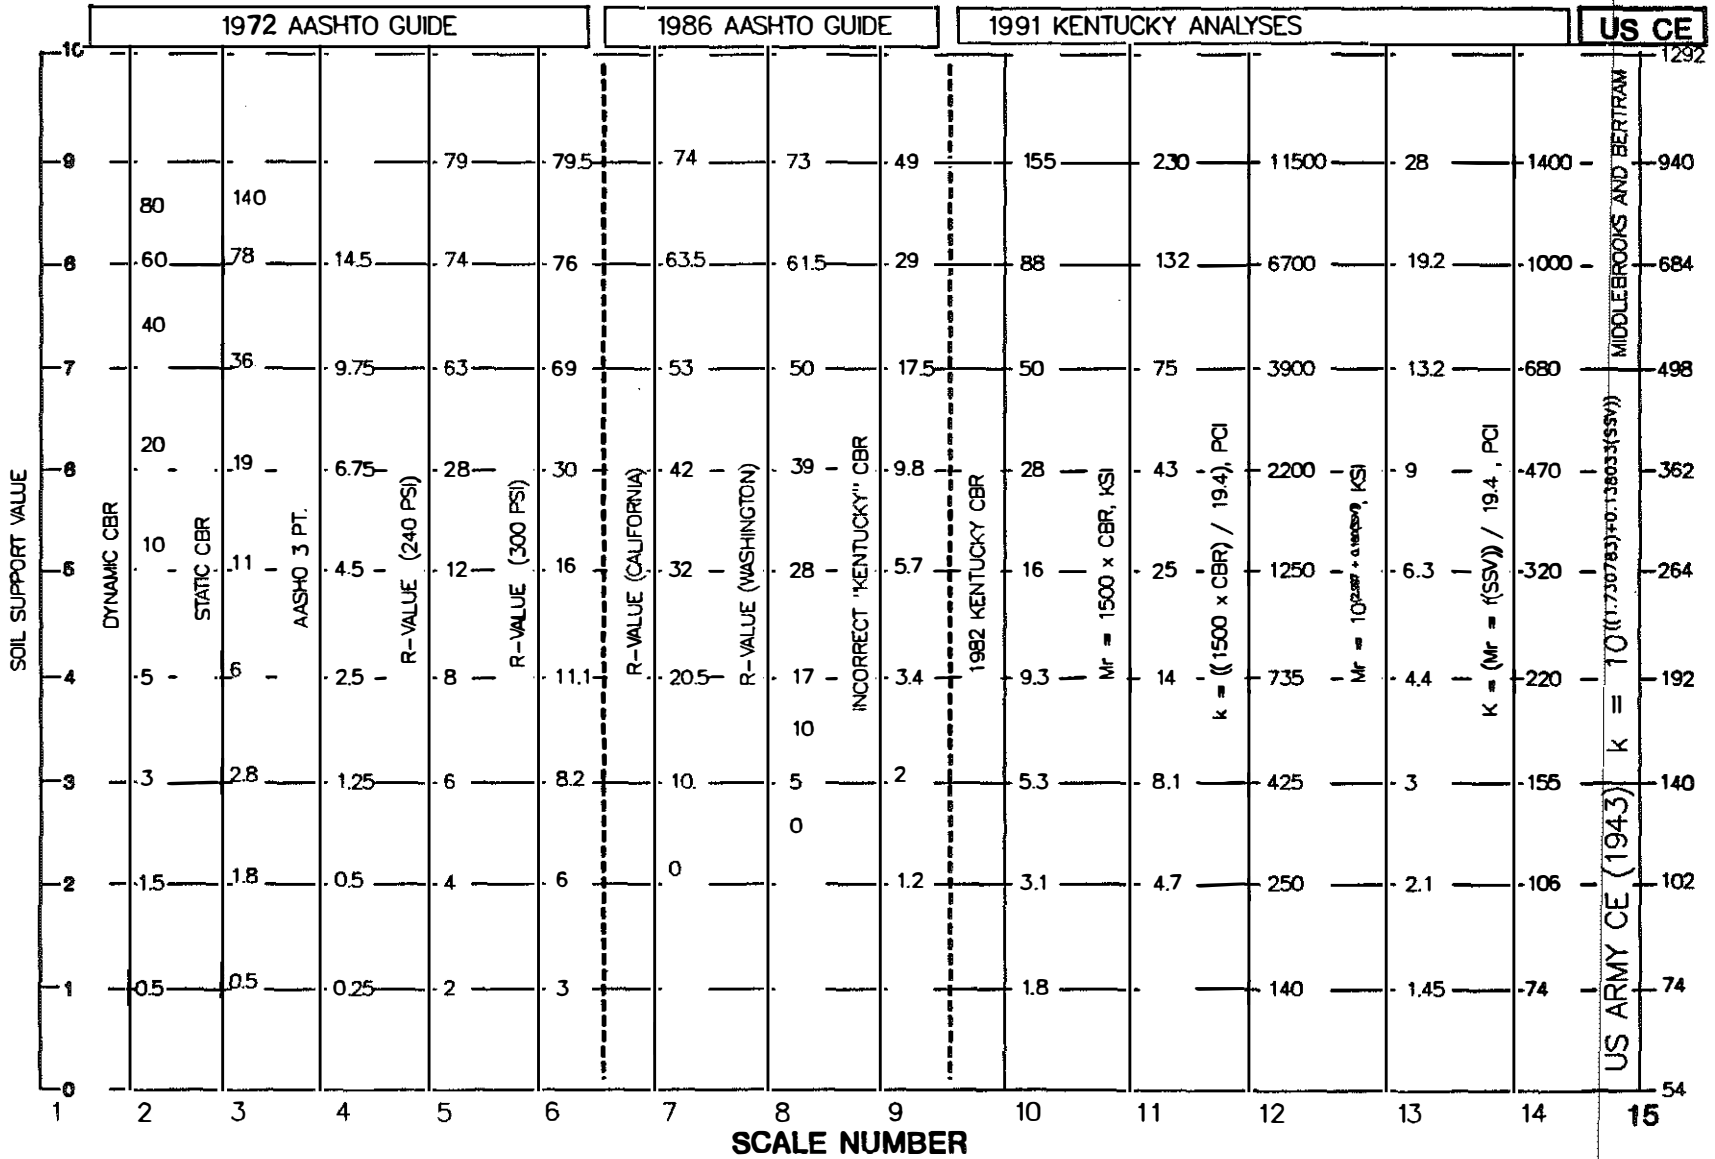 1972 AASHTO GUIDE 1986 AASHTO GUIDE 1991 KENTUCKY ANALYSES US CE
10 1292
9 79 79.5 74 73 49 155 230 11500 28 1400 940
80 140
8 60 78 14.5 74 76 63.5 61.5 29 88 132 6700 19.2 1000 684
40
7 36 9.75 63 69 53 50 17.5 50 75 3900 13.2 680 498
20
6 19 6.75 28 30 42 39 9.8 28 43 2200 9 470 362
10
5 11 4.5 12 16 32 28 5.7 16 25 1250 6.3 320 264
4 5 6 2.5 8 11.1 20.5 17 3.4 9.3 14 735 4.4 220 192
10
3 3 2.8 1.25 6 8.2 10. 5 2 5.3 8.1 425 3 155 140
0
0
2 1.5 1.8 0.5 4 6 1.2 3.1 4.7 250 2.1 106 102
1 0.5 0.5 0.25 2 3 1.8 140 1.45 74 74
0 54
SOIL SUPPORT VALUE
DYNAMIC CBR
STATIC CBR
AASHO 3 PT.
R-VALUE (240 PSI)
R-VALUE (300 PSI)
R-VALUE (CALIFORNIA)
R-VALUE (WASHINGTON)
INCORRECT "KENTUCKY" CBR
1982 KENTUCKY CBR
Mr = 1500 x CBR, KSI
k = ((1500 x CBR) / 19.4), PCI
Mr = 10 , KSI
K = (Mr = f(SSV)) / 19.4 , PCI
US ARMY CE (1943) k = 10((1.730783)+0.138033(SSV)) MIDDLEBROOKS AND BERTRAM
1 2 3 4 5 6 7 8 9 10 11 12 13 14 15
SCALE NUMBER